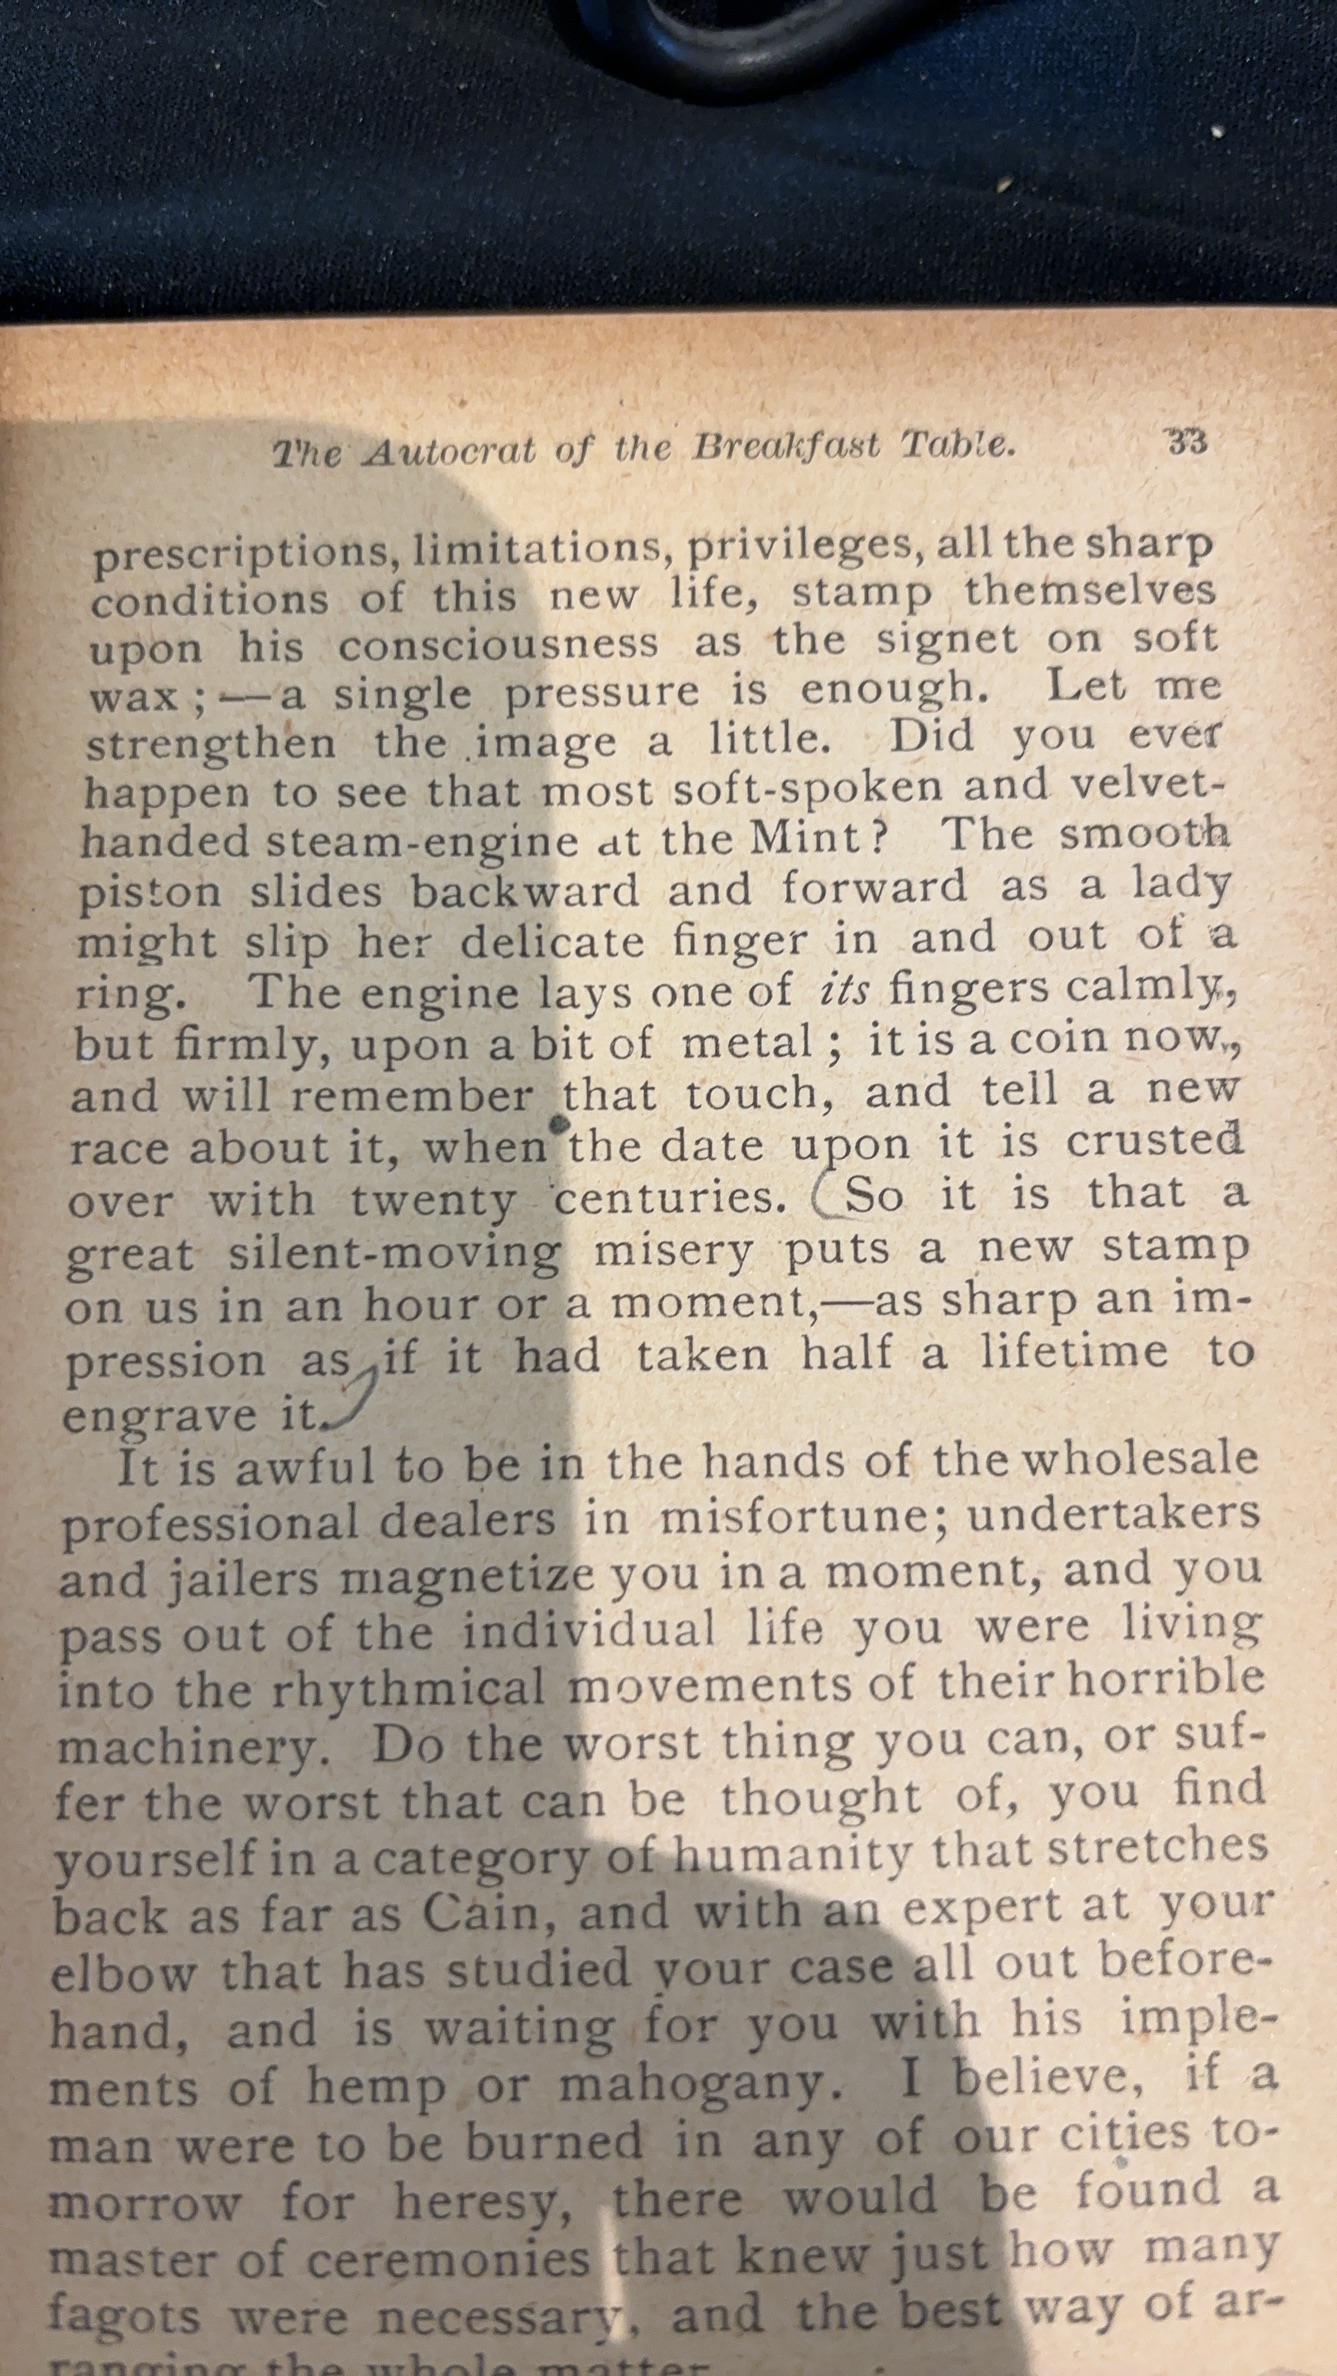 The Autocrat of the Breakfast Table. 33
prescriptions, limitations, privileges, all the sharp
conditions of this new life, stamp themselves
upon his consciousness as the signet on soft
wax ;—a single pressure is enough. Let me
strengthen the image a little. Did you ever
happen to see that most soft-spoken and velvet-
handed steam-engine at the Mint? The smooth
piston slides backward and forward as a lady
might slip her delicate finger in and out of a
ring. The engine lays one of its fingers calmly,
but firmly, upon a bit of metal ; it is a coin now,
and will remember that touch, and tell a new
race about it, when the date upon it is crusted
over with twenty centuries. (So it is that a
great silent-moving misery puts a new stamp
on us in an hour or a moment,—as sharp an im-
pression as if it had taken half a lifetime to
engrave it.)
It is awful to be in the hands of the wholesale
professional dealers in misfortune; undertakers
and jailers magnetize you in a moment, and you
pass out of the individual life you were living
into the rhythmical movements of their horrible
machinery. Do the worst thing you can, or suf-
fer the worst that can be thought of, you find
yourself in a category of humanity that stretches
back as far as Cain, and with an expert at your
elbow that has studied your case all out before-
hand, and is waiting for you with his imple-
ments of hemp or mahogany. I believe, if a
man were to be burned in any of our cities to-
morrow for heresy, there would be found a
master of ceremonies that knew just how many
fagots were necessary, and the best way of ar-
ranging the whole matter